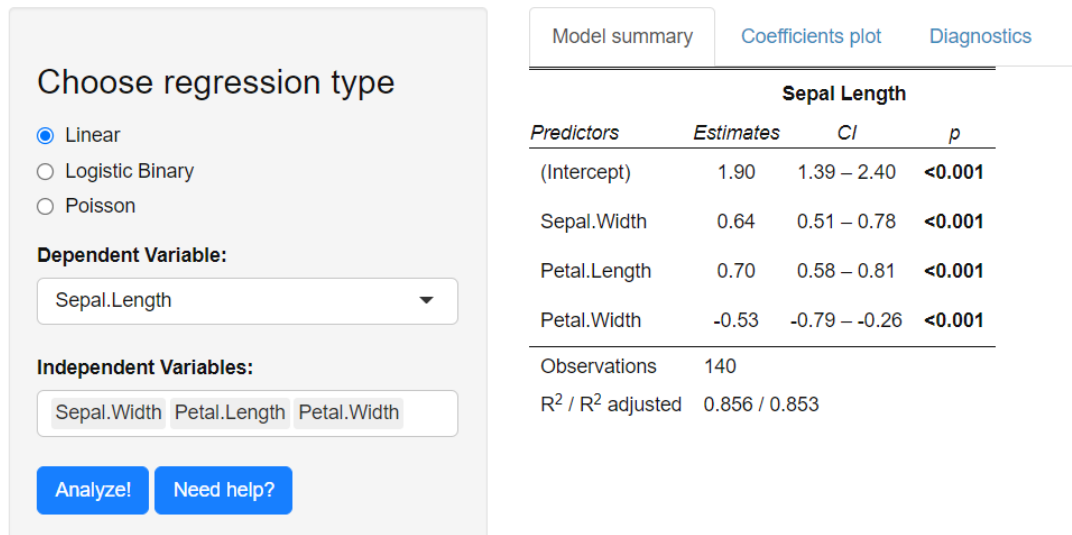 Choose regression type
Linear
Logistic Binary
Poisson
Dependent Variable:
Sepal.Length
Independent Variables:
Sepal.Width Petal.Length Petal.Width
Analyze! Need help?
Model summary Coefficients plot Diagnostics
Sepal Length
Predictors Estimates CI p
(Intercept) 1.90 1.39 – 2.40 <0.001
Sepal.Width 0.64 0.51 – 0.78 <0.001
Petal.Length 0.70 0.58 – 0.81 <0.001
Petal.Width -0.53 -0.79 – -0.26 <0.001
Observations 140
R² / R² adjusted 0.856 / 0.853